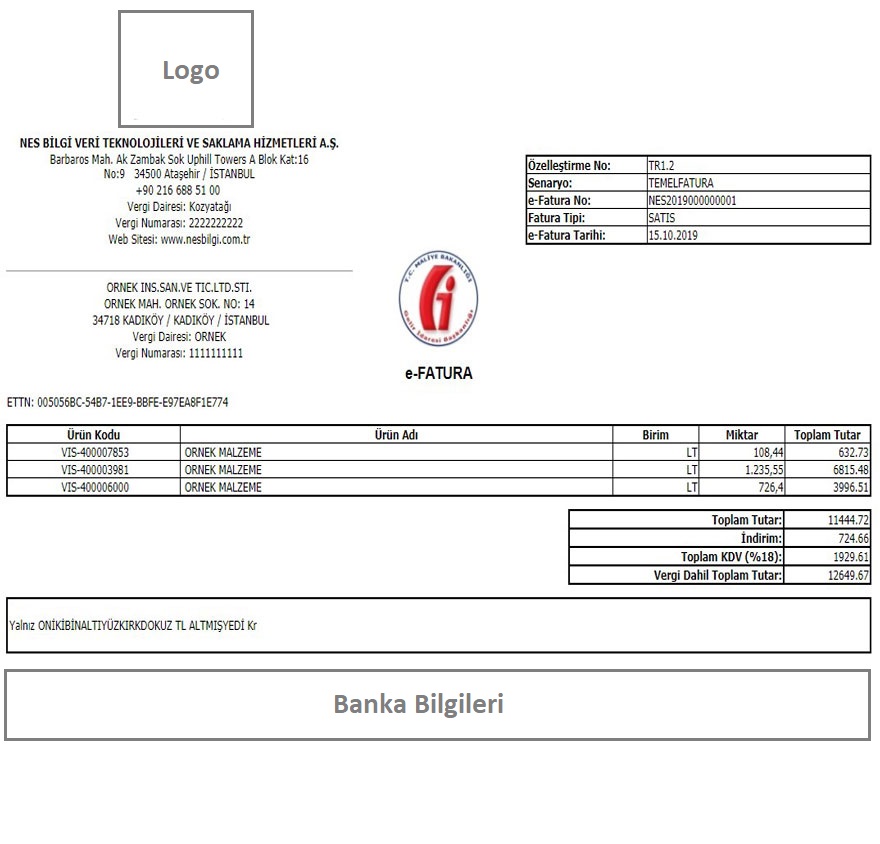 Logo
NES BİLGİ VERİ TEKNOLOJİLERİ VE SAKLAMA HİZMETLERİ A.Ş.
Barbaros Mah. Ak Zambak Sok Uphill Towers A Blok Kat:16
No:9 34500 Ataşehir / İSTANBUL
+90 216 688 51 00
Vergi Dairesi: Kozyatağı
Vergi Numarası: 2222222222
Web Sitesi: www.nesbilgi.com.tr
Özelleştirme No: TR1.2
Senaryo: TEMELFATURA
e-Fatura No: NES2019000000001
Fatura Tipi: SATIS
e-Fatura Tarihi: 15.10.2019
ORNEK INS.SAN.VE TIC.LTD.STI.
ORNEK MAH. ORNEK SOK. NO: 14
34718 KADIKÖY / KADIKÖY / İSTANBUL
Vergi Dairesi: ORNEK
Vergi Numarası: 1111111111
T.C. MALİYE BAKANLIĞI
Gelir İdaresi Başkanlığı
e-FATURA
ETTN: 005056BC-54B7-1EE9-BBFE-E97EA8F1E774
Ürün Kodu Ürün Adı Birim Miktar Toplam Tutar
VIS-400007853 ORNEK MALZEME LT 108,44 632.73
VIS-400003981 ORNEK MALZEME LT 1.235,55 6815.48
VIS-400006000 ORNEK MALZEME LT 726,4 3996.51
Toplam Tutar: 11444.72
İndirim: 724.66
Toplam KDV (%18): 1929.61
Vergi Dahil Toplam Tutar: 12649.67
Yalnız ONİKİBİNALTIYÜZKIRKDOKUZ TL ALTMIŞYEDİ Kr
Banka Bilgileri